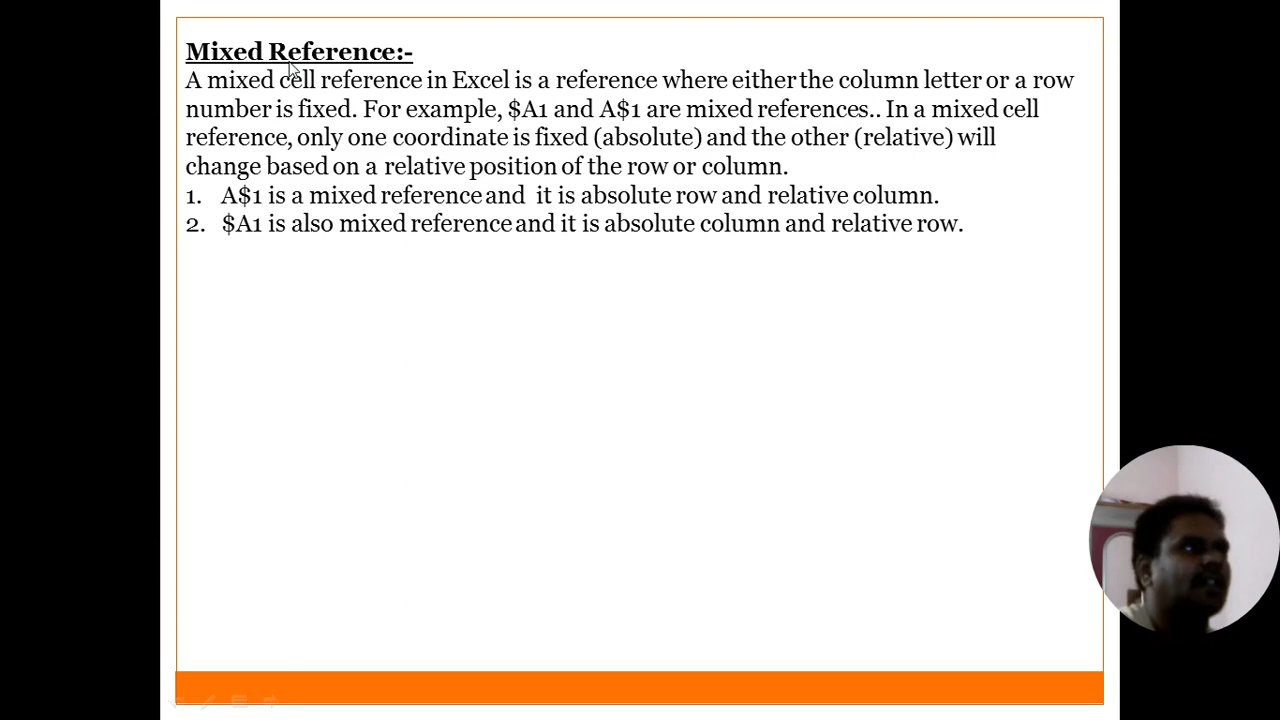 Mixed Reference:-
A mixed cell reference in Excel is a reference where either the column letter or a row
number is fixed. For example, $A1 and A$1 are mixed references.. In a mixed cell
reference, only one coordinate is fixed (absolute) and the other (relative) will
change based on a relative position of the row or column.
1. A$1 is a mixed reference and it is absolute row and relative column.
2. $A1 is also mixed reference and it is absolute column and relative row.